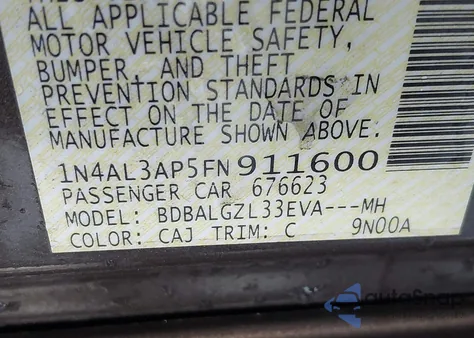 ALL APPLICABLE FEDERAL
MOTOR VEHICLE SAFETY,
BUMPER, AND THEFT
PREVENTION STANDARDS IN
EFFECT ON THE DATE OF
MANUFACTURE SHOWN ABOVE.
1N4AL3AP5FN911600
PASSENGER CAR 676623
MODEL: BDBALGZL33EVA---MH
COLOR: CAJ TRIM: C 9N00A
autoSnap